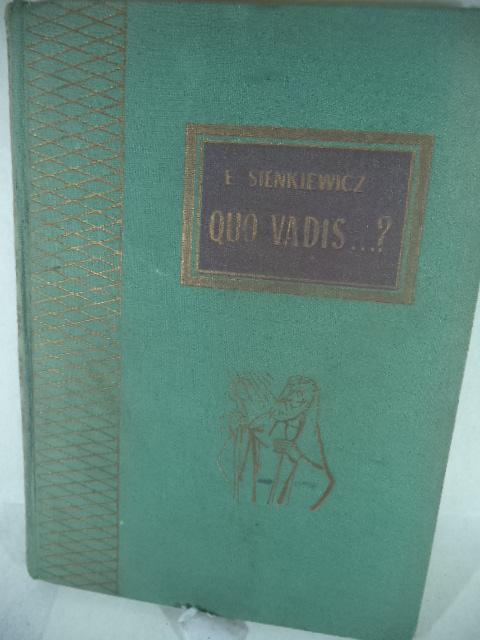 E SIENKIEWICZ
QUO VADIS...?